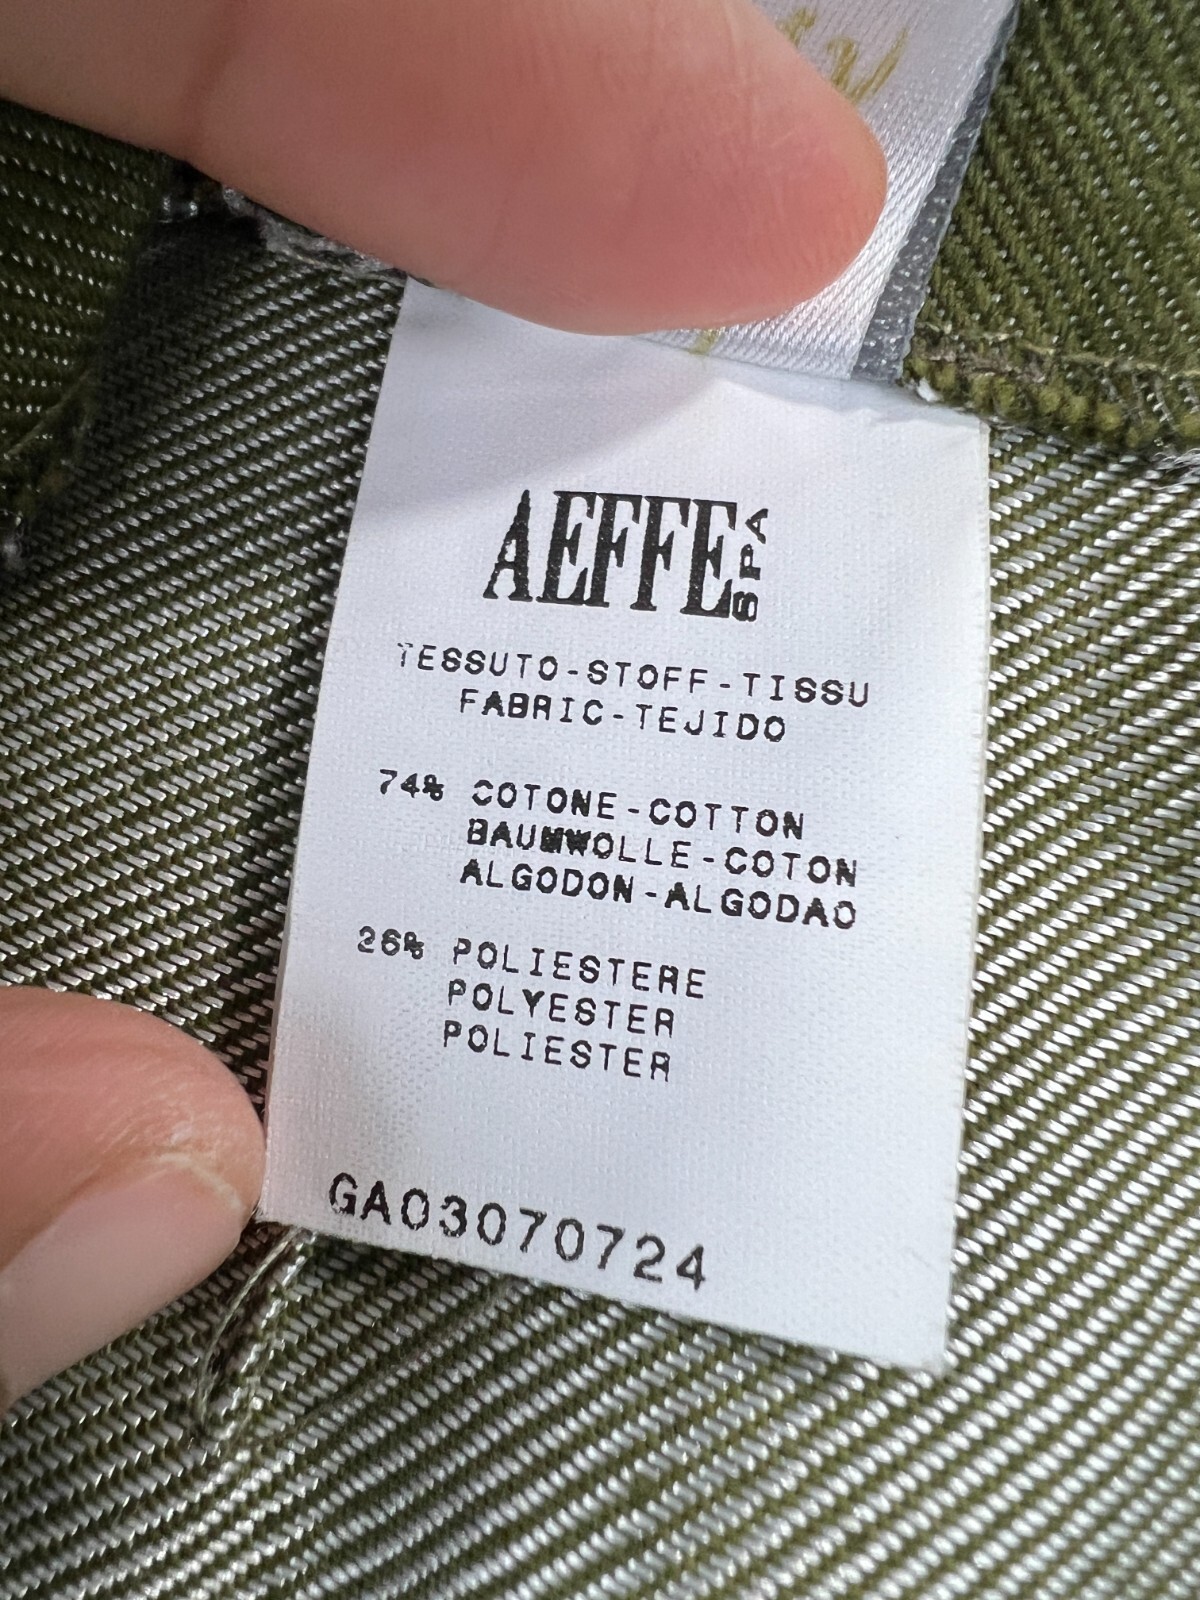 AEFFE SPA
TESSUTO-STOFF-TISSU
FABRIC-TEJIDO
74% COTONE-COTTON
BAUMWOLLE-COTON
ALGODON-ALGODAO
26% POLIESTERE
POLYESTER
POLIESTER
GA03070724